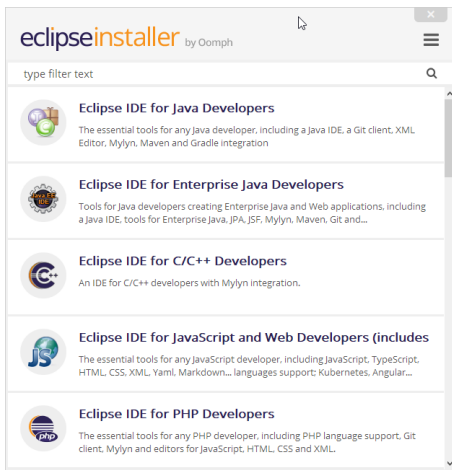 eclipseinstaller by Oomph
type filter text
Eclipse IDE for Java Developers
The essential tools for any Java developer, including a Java IDE, a Git client, XML
Editor, Mylyn, Maven and Gradle integration
JAVA EE
IDE
Eclipse IDE for Enterprise Java Developers
Tools for Java developers creating Enterprise Java and Web applications, including
a Java IDE, tools for Enterprise Java, JPA, JSF, Mylyn, Maven, Git and...
C++
Eclipse IDE for C/C++ Developers
An IDE for C/C++ developers with Mylyn integration.
JS
Eclipse IDE for JavaScript and Web Developers (includes
The essential tools for any JavaScript developer, including JavaScript, TypeScript,
HTML, CSS, XML, Yaml, Markdown... languages support; Kubernetes, Angular...
php
Eclipse IDE for PHP Developers
The essential tools for any PHP developer, including PHP language support, Git
client, Mylyn and editors for JavaScript, HTML, CSS and XML.